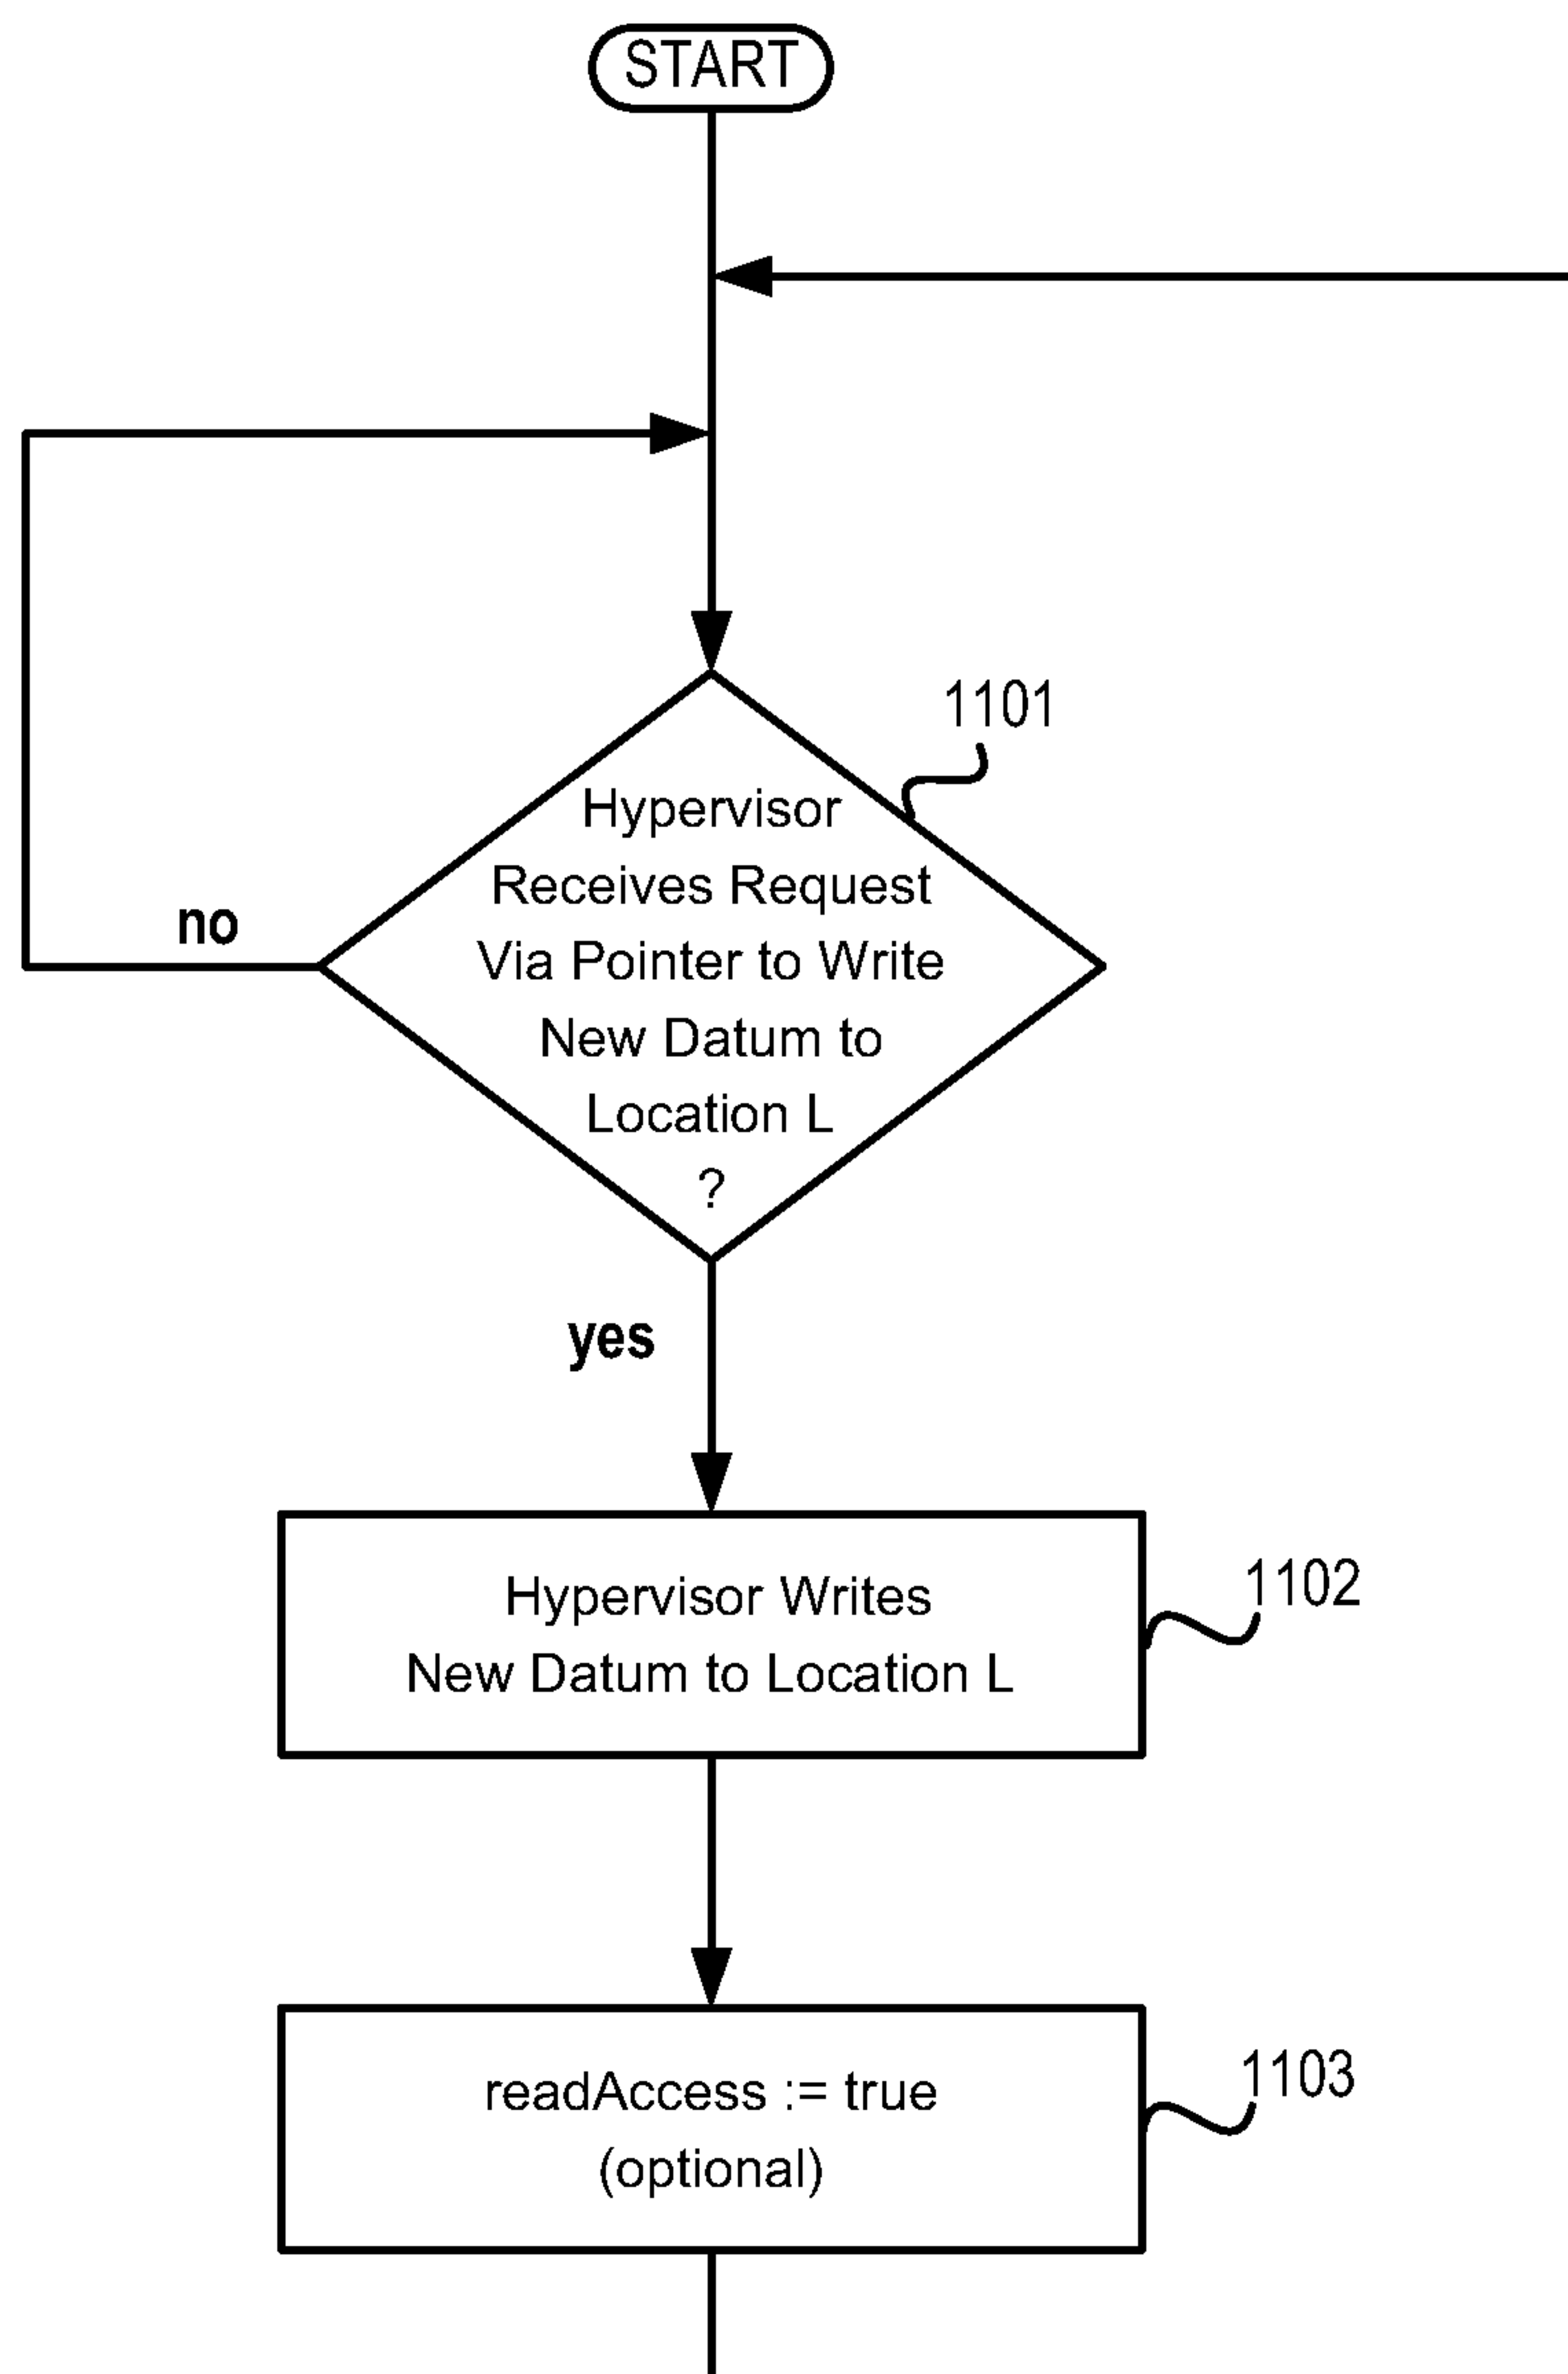 START
1101
Hypervisor
Receives Request
Via Pointer to Write
New Datum to
Location L
?
no
yes
Hypervisor Writes
New Datum to Location L
1102
readAccess := true
(optional)
1103